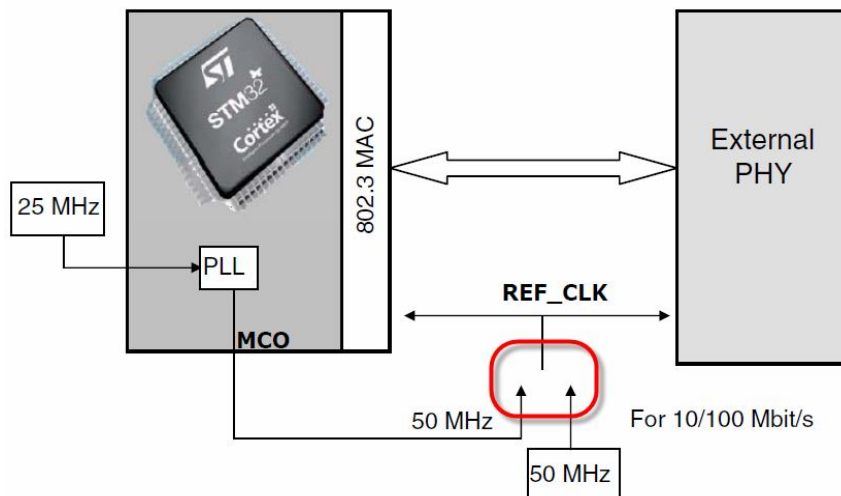 ST
STM32
Cortex
802.3 MAC
External
PHY
25 MHz
PLL
REF_CLK
MCO
50 MHz
For 10/100 Mbit/s
50 MHz